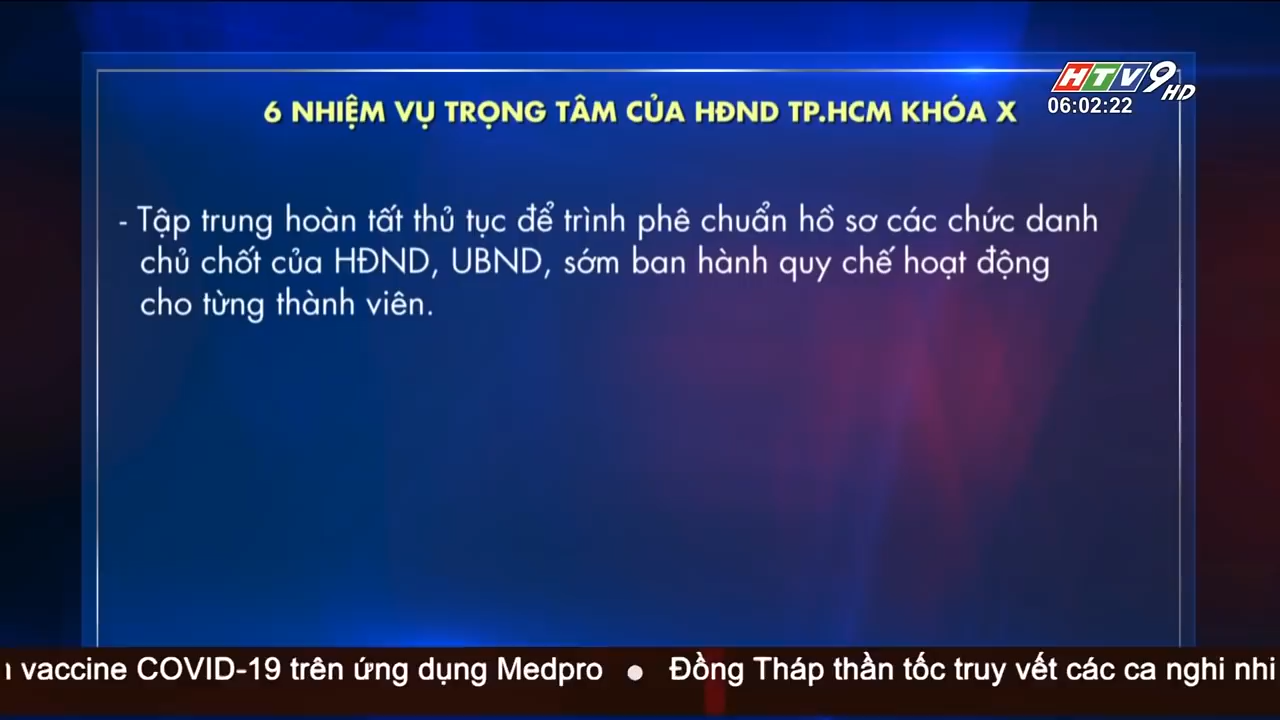 HTV9 HD
06:02:22
6 NHIỆM VỤ TRỌNG TÂM CỦA HĐND TP.HCM KHÓA X
- Tập trung hoàn tất thủ tục để trình phê chuẩn hồ sơ các chức danh
chủ chốt của HĐND, UBND, sớm ban hành quy chế hoạt động
cho từng thành viên.
vaccine COVID-19 trên ứng dụng Medpro ● Đồng Tháp thần tốc truy vết các ca nghi nhi